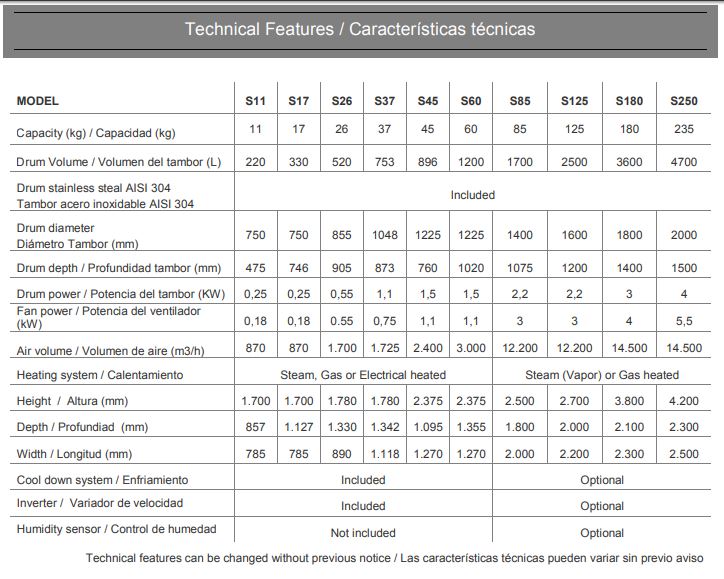 Technical Features / Características técnicas
MODEL S11 S17 S26 S37 S45 S60 S85 S125 S180 S250
Capacity (kg) / Capacidad (kg) 11 17 26 37 45 60 85 125 180 235
Drum Volume / Volumen del tambor (L) 220 330 520 753 896 1200 1700 2500 3600 4700
Drum stainless steal AISI 304
Tambor acero inoxidable AISI 304
Included
Drum diameter
Diámetro Tambor (mm) 750 750 855 1048 1225 1225 1400 1600 1800 2000
Drum depth / Profundidad tambor (mm) 475 746 905 873 760 1020 1075 1200 1400 1500
Drum power / Potencia del tambor (KW) 0,25 0,25 0,55 1,1 1,5 1,5 2,2 2,2 3 4
Fan power / Potencia del ventilador
(kW) 0,18 0,18 0.55 0,75 1,1 1,1 3 3 4 5,5
Air volume / Volumen de aire (m3/h) 870 870 1.700 1.725 2.400 3.000 12.200 12.200 14.500 14.500
Heating system / Calentamiento Steam, Gas or Electrical heated Steam (Vapor) or Gas heated
Height / Altura (mm) 1.700 1.700 1.780 1.780 2.375 2.375 2.500 2.700 3.800 4.200
Depth / Profundiad (mm) 857 1.127 1.330 1.342 1.095 1.355 1.800 2.000 2.100 2.300
Width / Longitud (mm) 785 785 890 1.118 1.270 1.270 2.000 2.200 2.300 2.500
Cool down system / Enfriamiento Included Optional
Inverter / Variador de velocidad Included Optional
Humidity sensor / Control de humedad Not included Optional
Technical features can be changed without previous notice / Las características técnicas pueden variar sin previo aviso